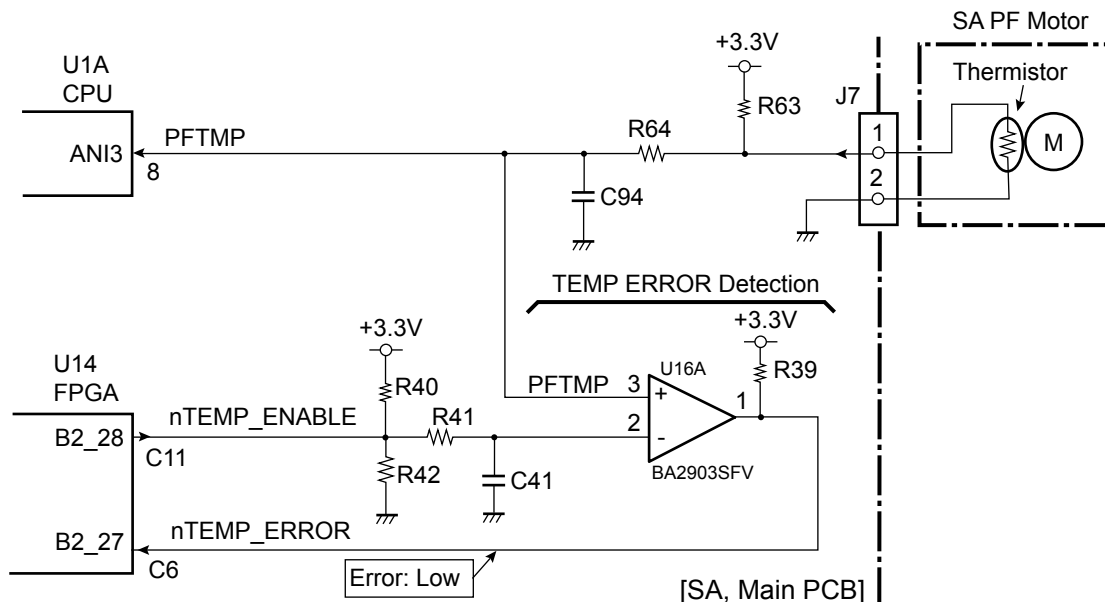 SA PF Motor
+3.3V
Thermistor
U1A
CPU
J7
R63
PFTMP
R64
1
M
ANI3
8
2
C94
TEMP ERROR Detection
+3.3V
+3.3V
U14
FPGA
U16A
R39
R40
PFTMP
3
+
1
nTEMP_ENABLE
R41
2
-
B2_28
C11
R42
C41
BA2903SFV
nTEMP_ERROR
B2_27
C6
Error: Low
[SA, Main PCB]